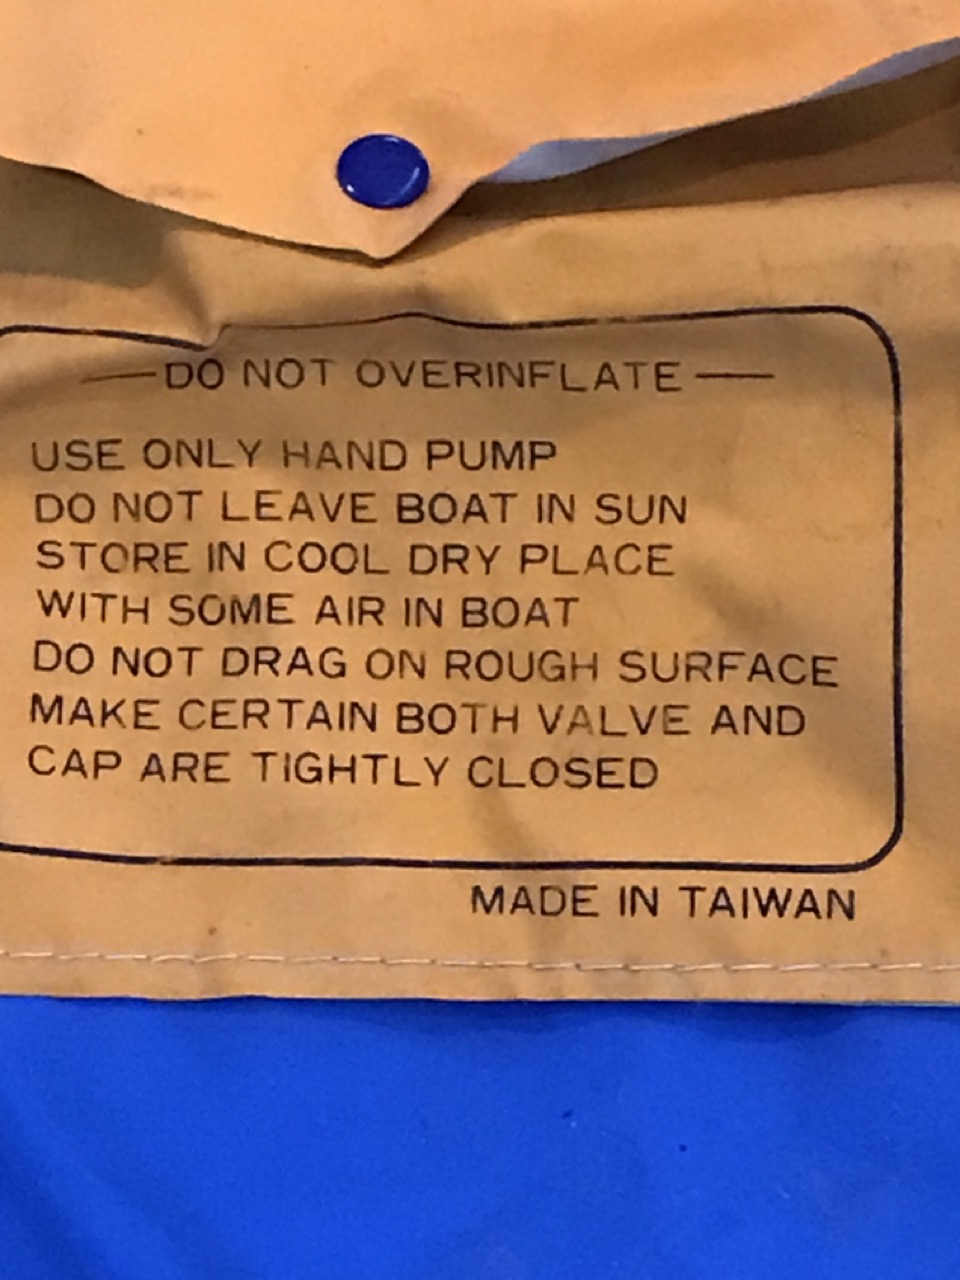 —DO NOT OVERINFLATE—
USE ONLY HAND PUMP
DO NOT LEAVE BOAT IN SUN
STORE IN COOL DRY PLACE
WITH SOME AIR IN BOAT
DO NOT DRAG ON ROUGH SURFACE
MAKE CERTAIN BOTH VALVE AND
CAP ARE TIGHTLY CLOSED
MADE IN TAIWAN